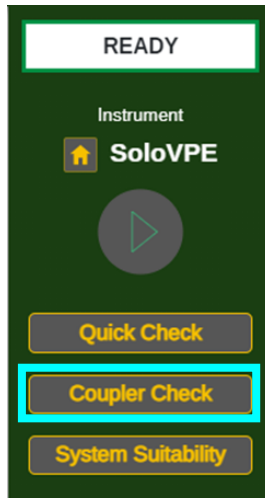 READY
Instrument
SoloVPE
Quick Check
Coupler Check
System Suitability